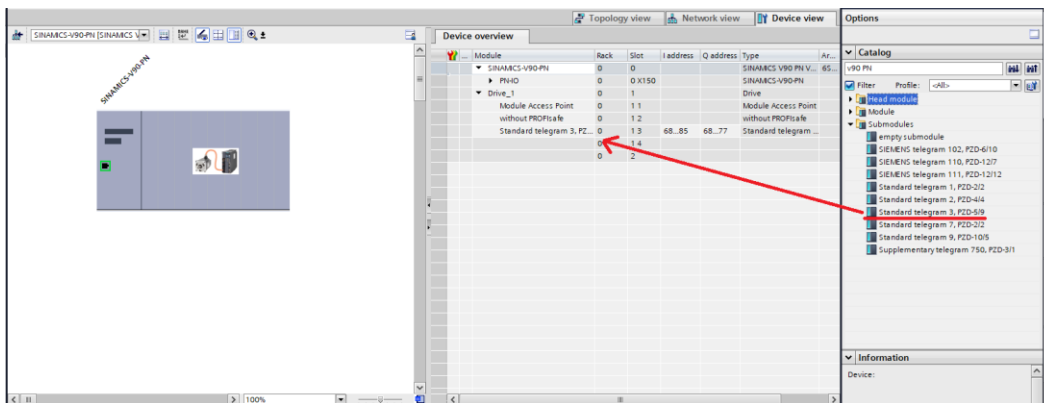 Topology view Network view Device view Options
SINAMICS-V90-PN [SINAMICS V
Device overview
Module Rack Slot I address Q address Type Ar...
SINAMICS-V90-PN 0 0 SINAMICS V90 PN V... 65...
PN-IO 0 0 X150 SINAMICS-V90-PN
Drive_1 0 1 Drive
Module Access Point 0 1 1 Module Access Point
without PROFIsafe 0 1 2 without PROFIsafe
Standard telegram 3, PZ... 0 1 3 68...85 68...77 Standard telegram ...
0 1 4
0 2
SINAMICS-V90-PN
100%
Catalog
v90 PN
Filter Profile: <All>
Head module
Module
Submodules
empty submodule
SIEMENS telegram 102, PZD-6/10
SIEMENS telegram 110, PZD-12/7
SIEMENS telegram 111, PZD-12/12
Standard telegram 1, PZD-2/2
Standard telegram 2, PZD-4/4
Standard telegram 3, PZD-5/9
Standard telegram 7, PZD-2/2
Standard telegram 9, PZD-10/5
Supplementary telegram 750, PZD-3/1
Information
Device: